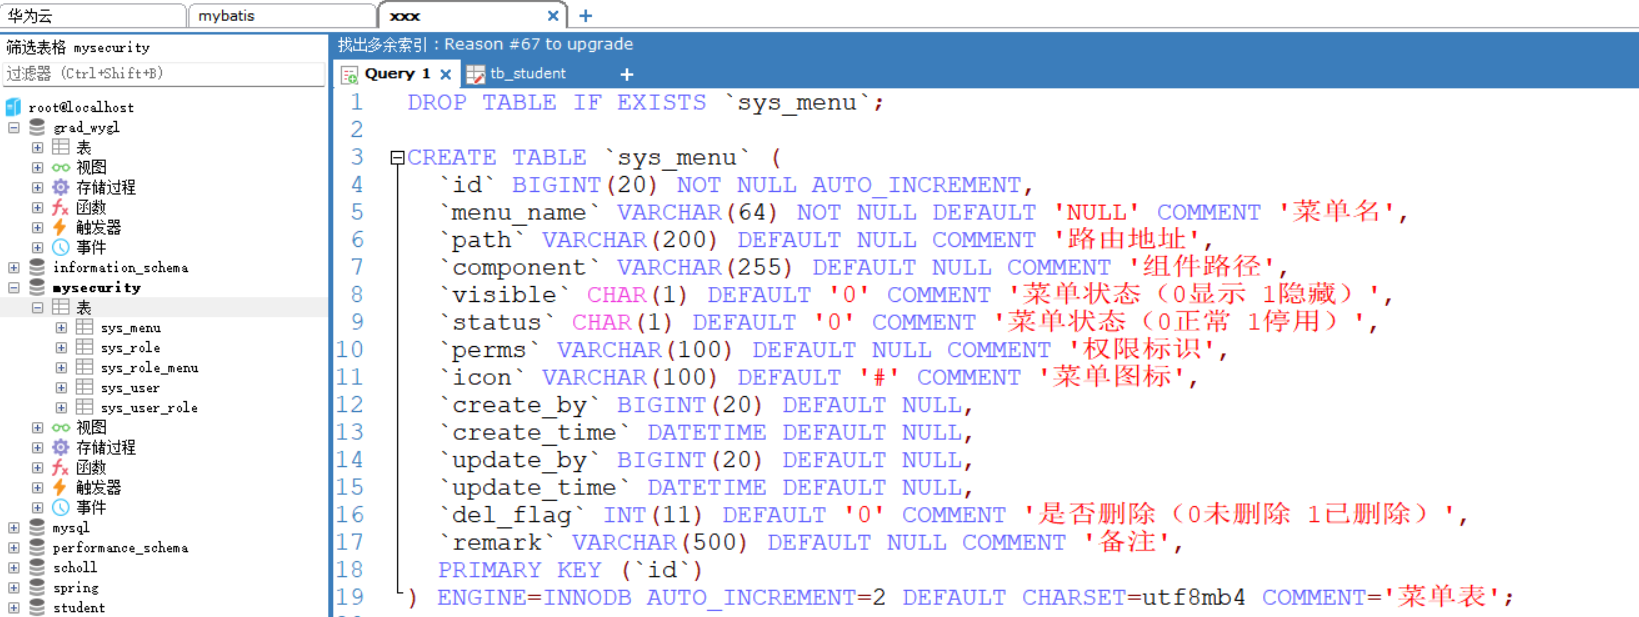 华为云
mybatis
xxx
筛选表格 mysecurity
过滤器 (Ctrl+Shift+B)
root@localhost
grad_wygl
表
视图
存储过程
函数
触发器
事件
information_schema
mysecurity
表
sys_menu
sys_role
sys_role_menu
sys_user
sys_user_role
视图
存储过程
函数
触发器
事件
mysql
performance_schema
scholl
spring
student
找出多余索引：Reason #67 to upgrade
Query 1
tb_student
1 DROP TABLE IF EXISTS `sys_menu`;
2
3 CREATE TABLE `sys_menu` (
4 `id` BIGINT(20) NOT NULL AUTO_INCREMENT,
5 `menu_name` VARCHAR(64) NOT NULL DEFAULT 'NULL' COMMENT '菜单名',
6 `path` VARCHAR(200) DEFAULT NULL COMMENT '路由地址',
7 `component` VARCHAR(255) DEFAULT NULL COMMENT '组件路径',
8 `visible` CHAR(1) DEFAULT '0' COMMENT '菜单状态（0显示 1隐藏）',
9 `status` CHAR(1) DEFAULT '0' COMMENT '菜单状态（0正常 1停用）',
10 `perms` VARCHAR(100) DEFAULT NULL COMMENT '权限标识',
11 `icon` VARCHAR(100) DEFAULT '#' COMMENT '菜单图标',
12 `create_by` BIGINT(20) DEFAULT NULL,
13 `create_time` DATETIME DEFAULT NULL,
14 `update_by` BIGINT(20) DEFAULT NULL,
15 `update_time` DATETIME DEFAULT NULL,
16 `del_flag` INT(11) DEFAULT '0' COMMENT '是否删除（0未删除 1已删除）',
17 `remark` VARCHAR(500) DEFAULT NULL COMMENT '备注',
18 PRIMARY KEY (`id`)
19 ) ENGINE=INNODB AUTO_INCREMENT=2 DEFAULT CHARSET=utf8mb4 COMMENT='菜单表';